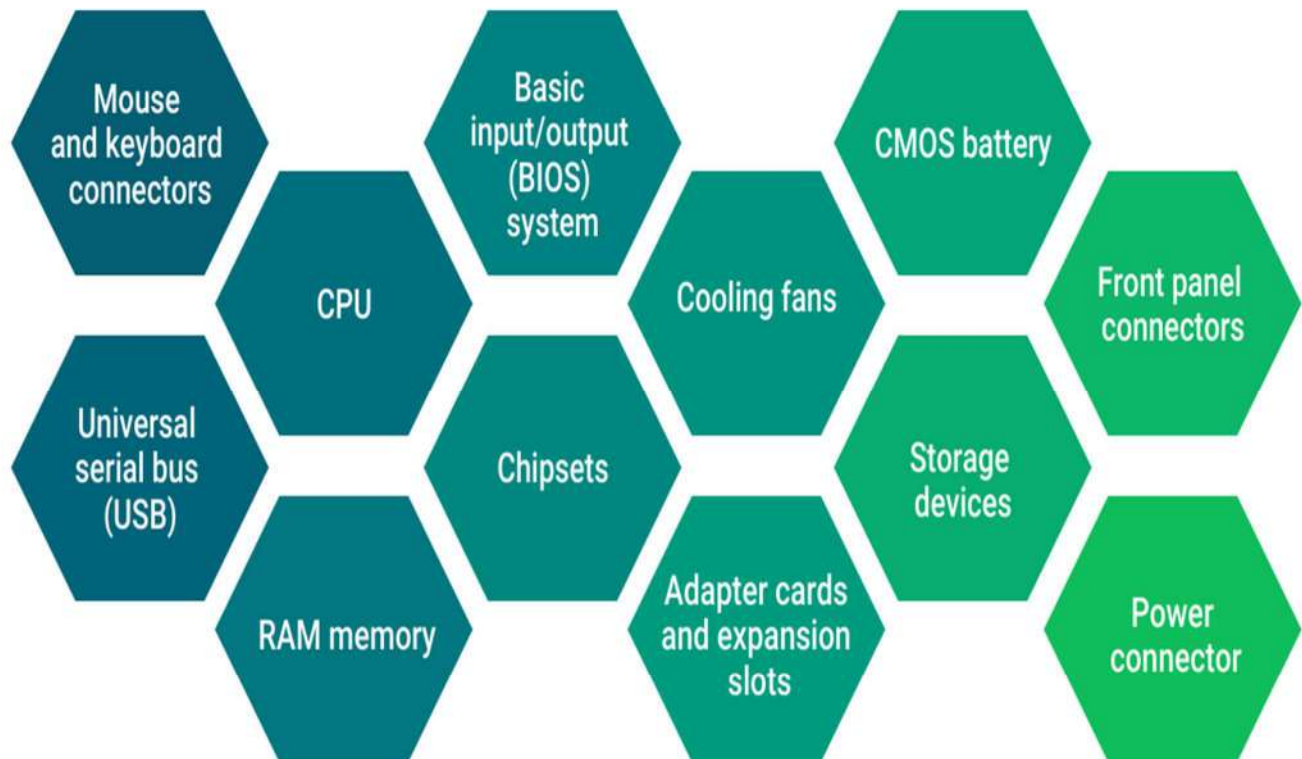 Mouse
and keyboard
connectors
Universal
serial bus
(USB)
CPU
RAM memory
Basic
input/output
(BIOS)
system
Chipsets
Cooling fans
Adapter cards
and expansion
slots
CMOS battery
Storage
devices
Front panel
connectors
Power
connector